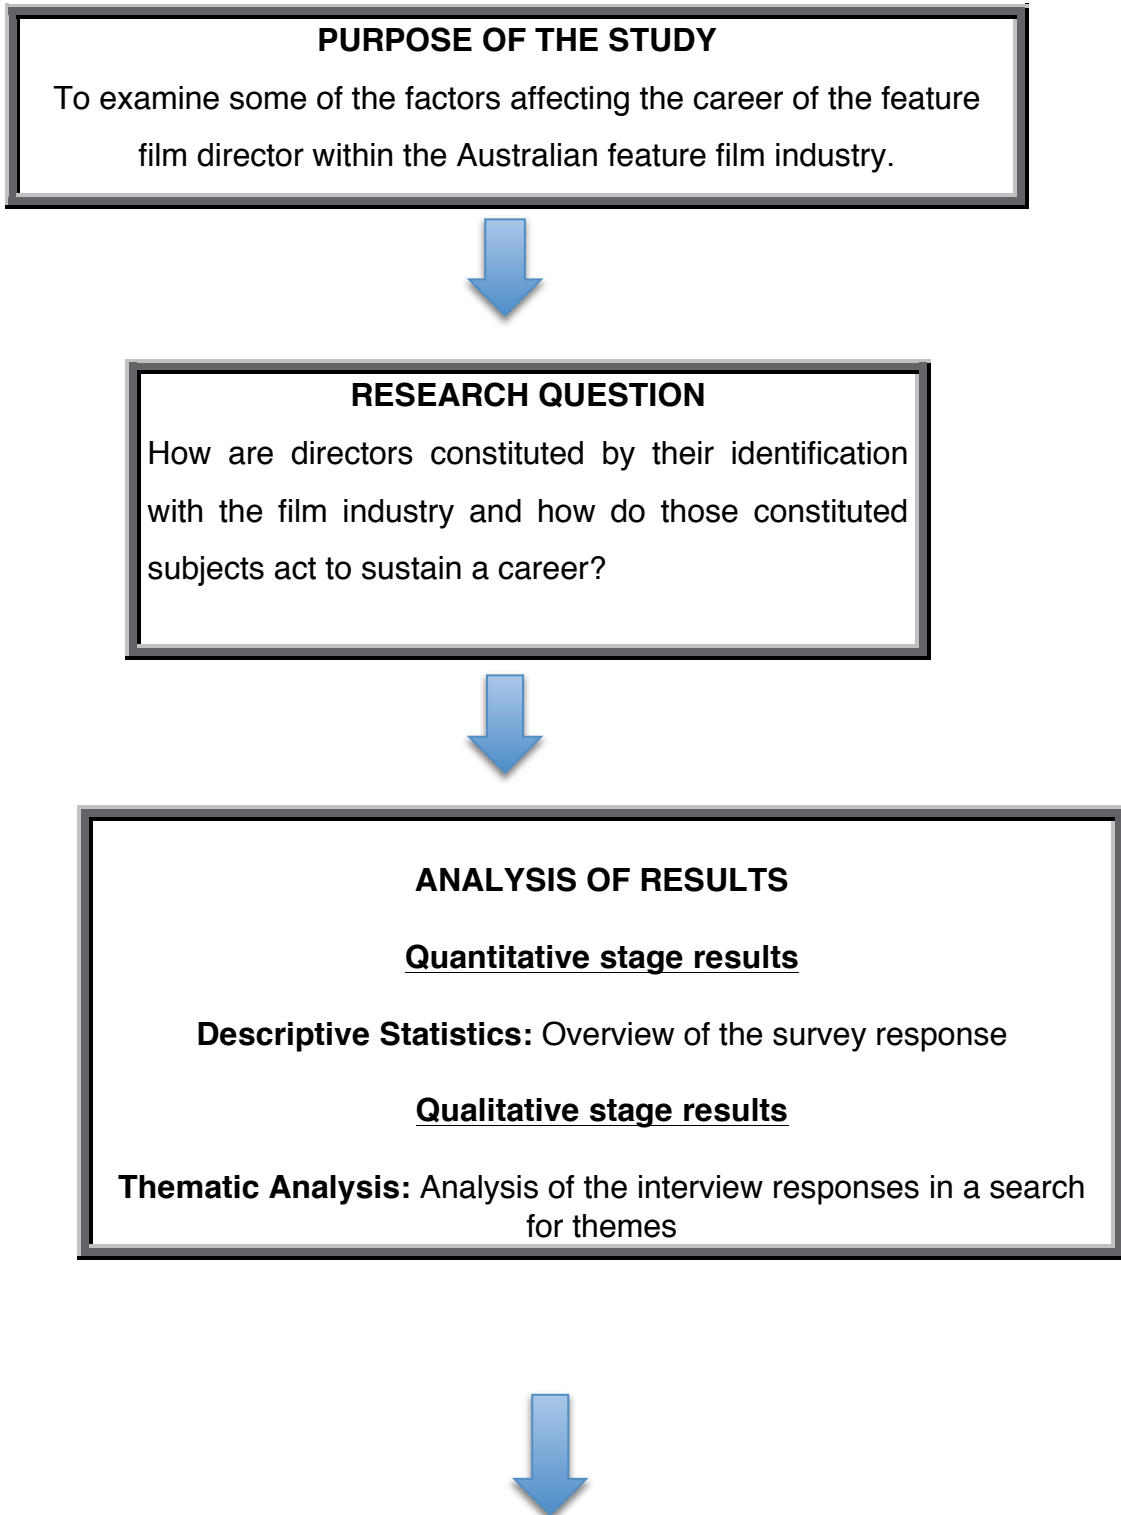 PURPOSE OF THE STUDY
To examine some of the factors affecting the career of the feature
film director within the Australian feature film industry.
RESEARCH QUESTION
How are directors constituted by their identification
with the film industry and how do those constituted
subjects act to sustain a career?
ANALYSIS OF RESULTS
Quantitative stage results
Descriptive Statistics: Overview of the survey response
Qualitative stage results
Thematic Analysis: Analysis of the interview responses in a search
for themes